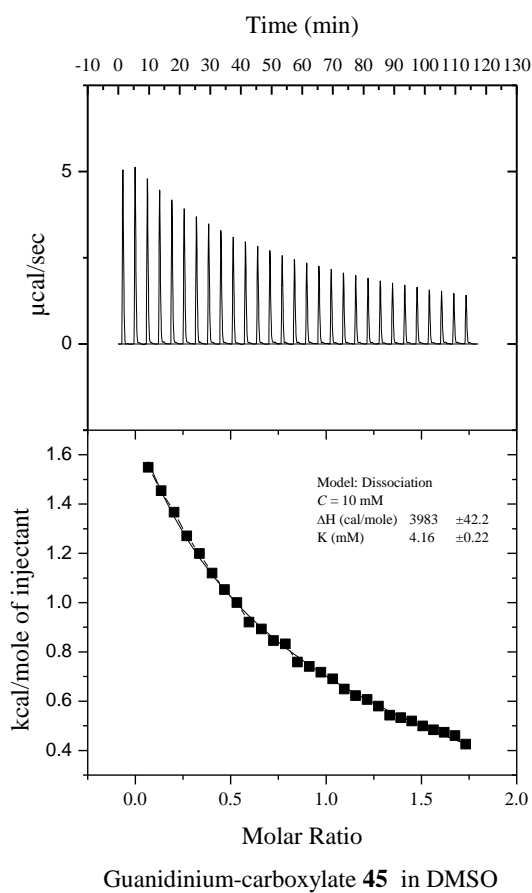 Time (min)
-10 0 10 20 30 40 50 60 70 80 90 100 110 120 130
5
0
µcal/sec
1.6
1.4
1.2
1.0
0.8
0.6
0.4
kcal/mole of injectant
Model: Dissociation
C = 10 mM
ΔH (cal/mole) 3983 ±42.2
K (mM) 4.16 ±0.22
0.0 0.5 1.0 1.5 2.0
Molar Ratio
Guanidinium-carboxylate 45 in DMSO